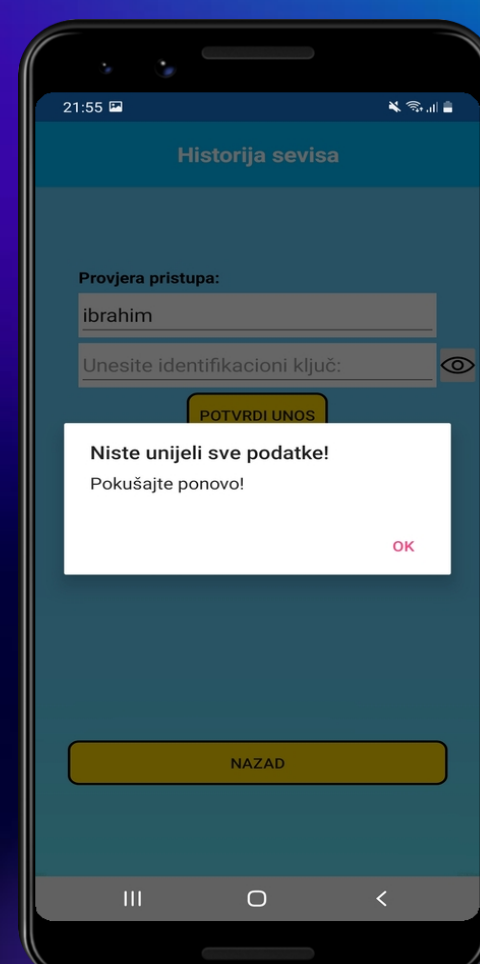 21:55
Historija sevisa
Provjera pristupa:
ibrahim
Unesite identifikacioni ključ:
POTVRDI UNOS
Niste unijeli sve podatke!
Pokušajte ponovo!
OK
NAZAD